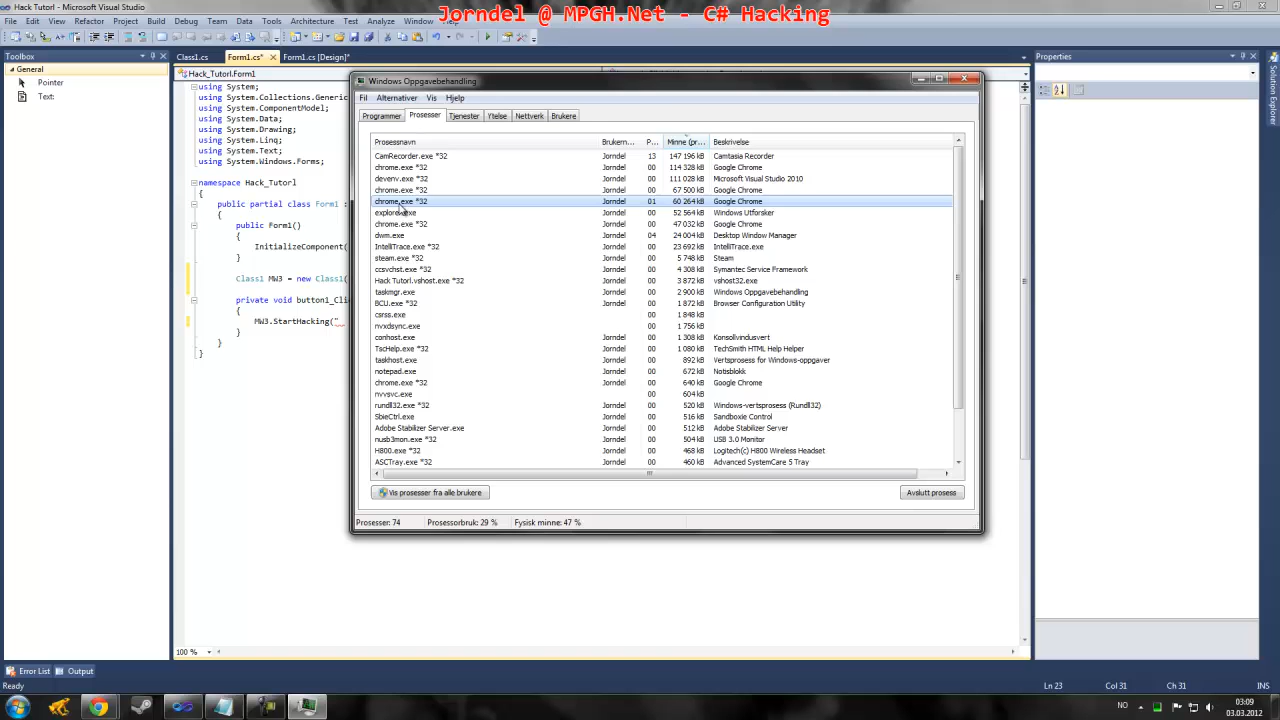 Hack Tutorl - Microsoft Visual Studio
Jorndel @ MPGH.Net - C# Hacking
File Edit View Refactor Project Build Debug Team Data Tools Architecture Test Analyze Window Help
Toolbox
Class1.cs Form1.cs* Form1.cs [Design]*
Properties
General
Pointer
Text:
Hack_Tutorl.Form1
Solution Explorer
using System;
using System.Collections.Generic
using System.ComponentModel;
using System.Data;
using System.Drawing;
using System.Linq;
using System.Text;
using System.Windows.Forms;
namespace Hack_Tutorl
{
public partial class Form1 :
{
public Form1()
{
InitializeComponent(
}
Class1 MW3 = new Class1(
private void button1_Clic
{
MW3.StartHacking("
}
}
}
Windows Oppgavebehandling
Fil Alternativer Vis Hjelp
Programmer Prosesser Tjenester Ytelse Nettverk Brukere
Prosessnavn Brukern... P... Minne (pr... Beskrivelse
CamRecorder.exe *32 Jorndel 13 147 196 kB Camtasia Recorder
chrome.exe *32 Jorndel 00 114 328 kB Google Chrome
devenv.exe *32 Jorndel 00 111 028 kB Microsoft Visual Studio 2010
chrome.exe *32 Jorndel 00 67 500 kB Google Chrome
chrome.exe *32 Jorndel 01 60 264 kB Google Chrome
explorer.exe Jorndel 00 52 564 kB Windows Utforsker
chrome.exe *32 Jorndel 00 47 032 kB Google Chrome
dwm.exe Jorndel 04 24 004 kB Desktop Window Manager
IntelliTrace.exe *32 Jorndel 00 23 692 kB IntelliTrace.exe
steam.exe *32 Jorndel 00 5 748 kB Steam
ccsvchst.exe *32 Jorndel 00 4 308 kB Symantec Service Framework
Hack Tutorl.vshost.exe *32 Jorndel 00 3 872 kB vshost32.exe
taskmgr.exe Jorndel 00 2 900 kB Windows Oppgavebehandling
BCU.exe *32 Jorndel 00 1 872 kB Browser Configuration Utility
csrss.exe 00 1 848 kB
nvxdsync.exe 00 1 756 kB
conhost.exe Jorndel 00 1 308 kB Konsollvindusvert
TscHelp.exe *32 Jorndel 00 1 080 kB TechSmith HTML Help Helper
taskhost.exe Jorndel 00 892 kB Vertsprosess for Windows-oppgaver
notepad.exe Jorndel 00 672 kB Notisblokk
chrome.exe *32 Jorndel 00 640 kB Google Chrome
nvvsvc.exe 00 604 kB
rundll32.exe *32 Jorndel 00 520 kB Windows-vertsprosess (Rundll32)
SbieCtrl.exe Jorndel 00 516 kB Sandboxie Control
Adobe Stabilizer Server.exe Jorndel 00 512 kB Adobe Stabilizer Server
nusb3mon.exe *32 Jorndel 00 504 kB USB 3.0 Monitor
H800.exe *32 Jorndel 00 468 kB Logitech(c) H800 Wireless Headset
ASCTray.exe *32 Jorndel 00 460 kB Advanced SystemCare 5 Tray
Vis prosesser fra alle brukere Avslutt prosess
Prosesser: 74 Prosessorbruk: 29 % Fysisk minne: 47 %
100 %
Error List Output
Ready Ln 23 Col 31 Ch 31 INS
NO 03:09
03.03.2012